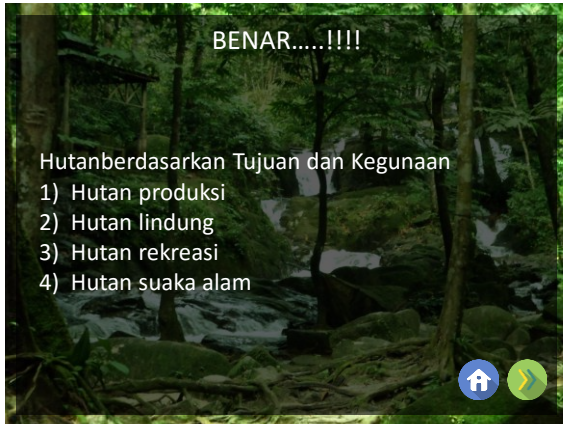 BENAR.....!!!!
Hutanberdasarkan Tujuan dan Kegunaan
1) Hutan produksi
2) Hutan lindung
3) Hutan rekreasi
4) Hutan suaka alam